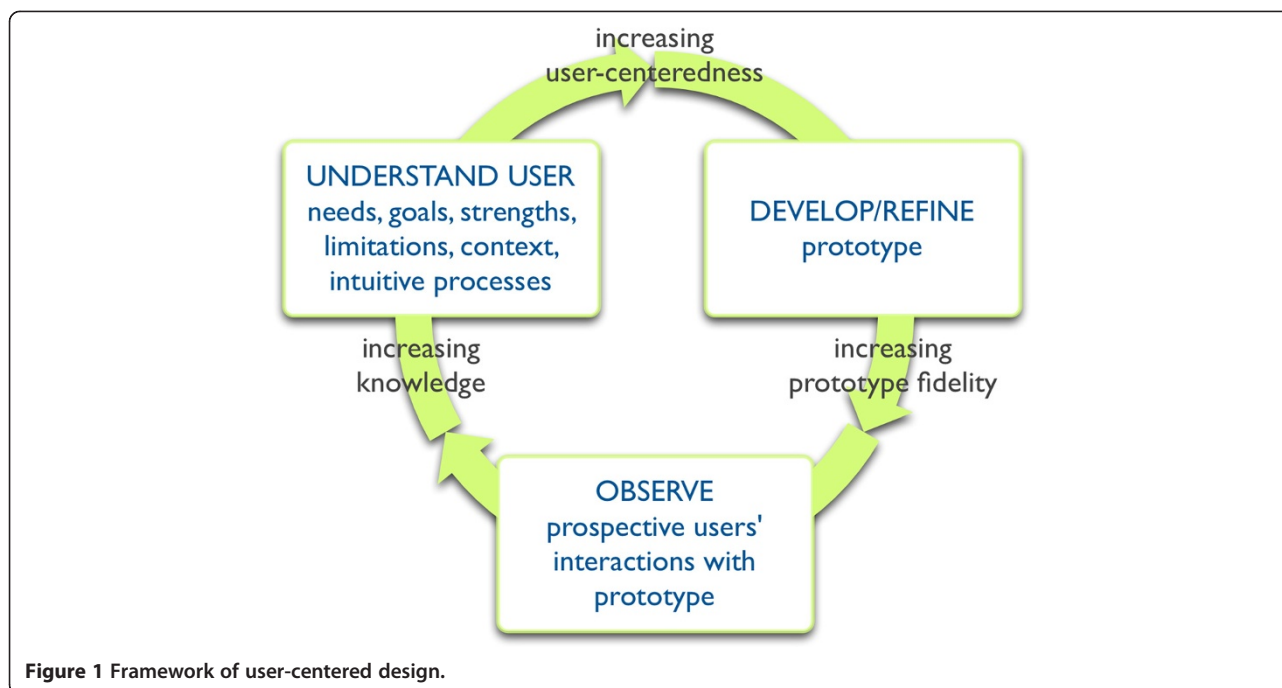 increasing
user-centeredness
UNDERSTAND USER
needs, goals, strengths,
limitations, context,
intuitive processes
DEVELOP/REFINE
prototype
increasing
knowledge
increasing
prototype fidelity
OBSERVE
prospective users'
interactions with
prototype
Figure 1 Framework of user-centered design.